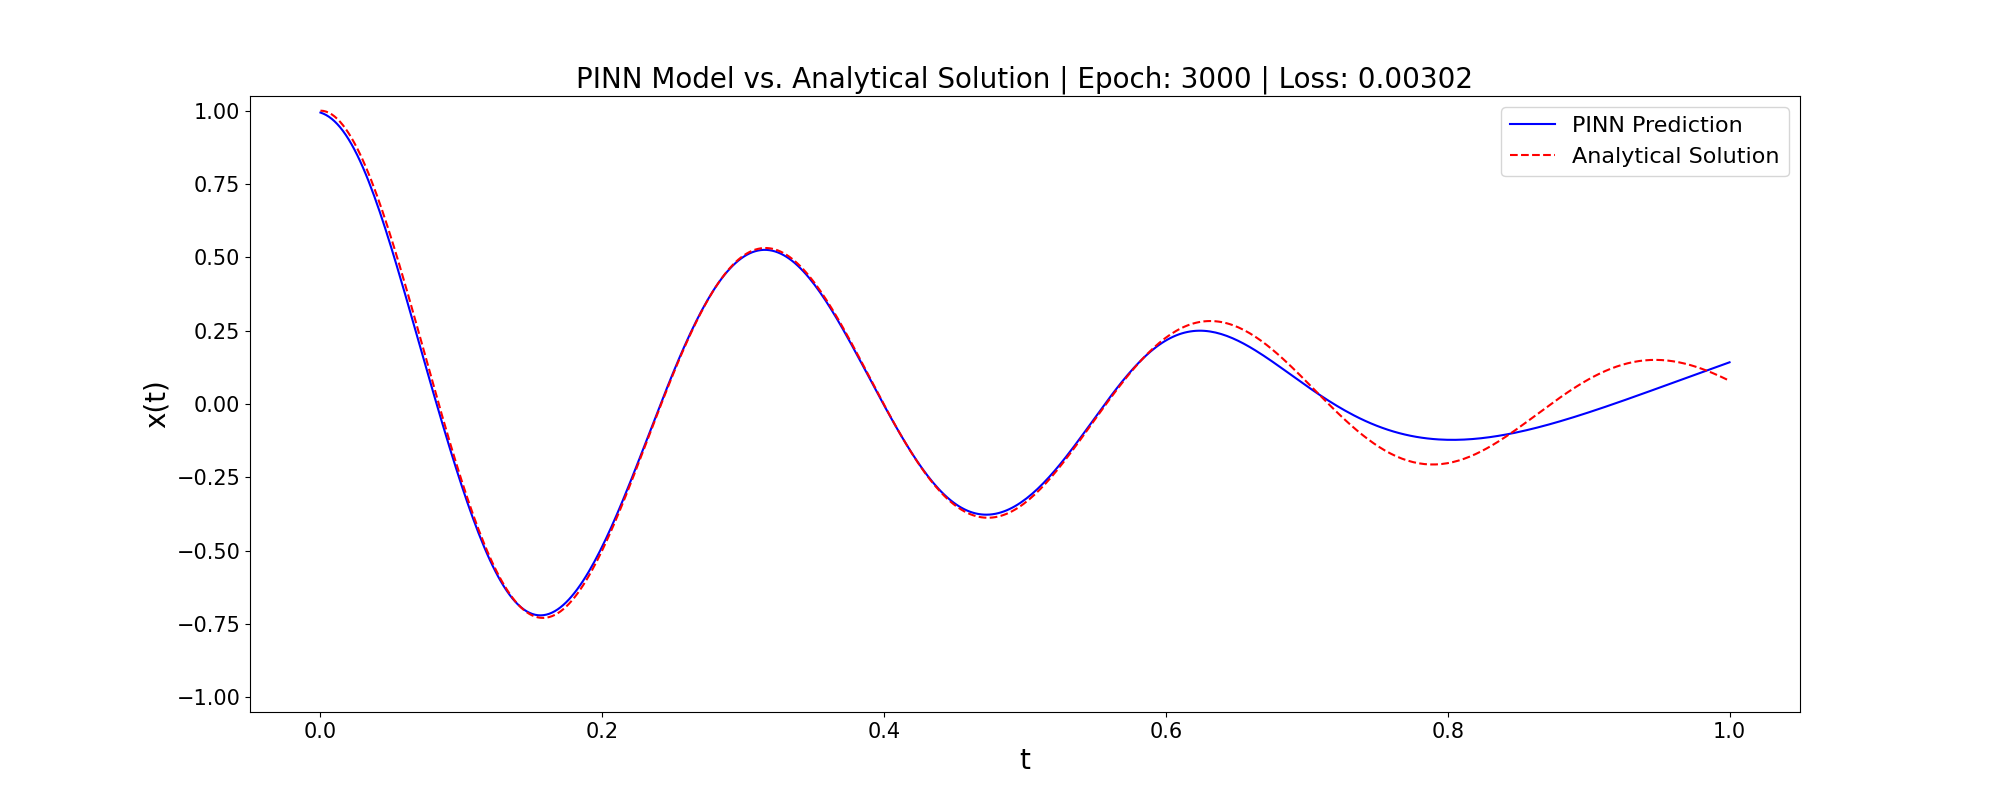 PINN Model vs. Analytical Solution | Epoch: 3000 | Loss: 0.00302
PINN Prediction
Analytical Solution
x(t)
1.00
0.75
0.50
0.25
0.00
−0.25
−0.50
−0.75
−1.00
0.0 0.2 0.4 0.6 0.8 1.0
t